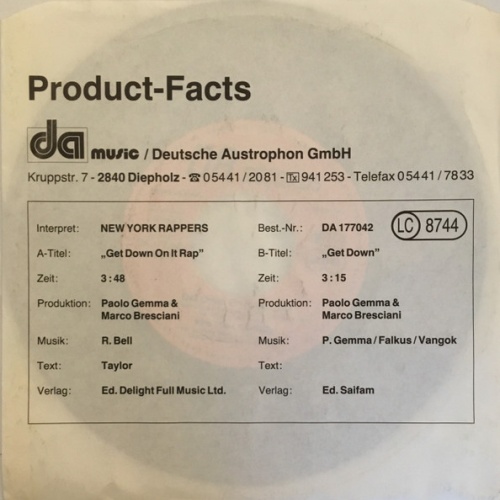 Product-Facts
da music / Deutsche Austrophon GmbH
Kruppstr. 7 - 2840 Diepholz - ☎ 05441/2081 - Tx 941253 - Telefax 05441/7833
Interpret: NEW YORK RAPPERS Best.-Nr.: DA 177042 LC 8744
A-Titel: „Get Down On It Rap” B-Titel: „Get Down”
Zeit: 3:48 Zeit: 3:15
Produktion: Paolo Gemma & Produktion: Paolo Gemma &
Marco Bresciani Marco Bresciani
Musik: R. Bell Musik: P. Gemma/Falkus/Vangok
Text: Taylor Text:
Verlag: Ed. Delight Full Music Ltd. Verlag: Ed. Saifam